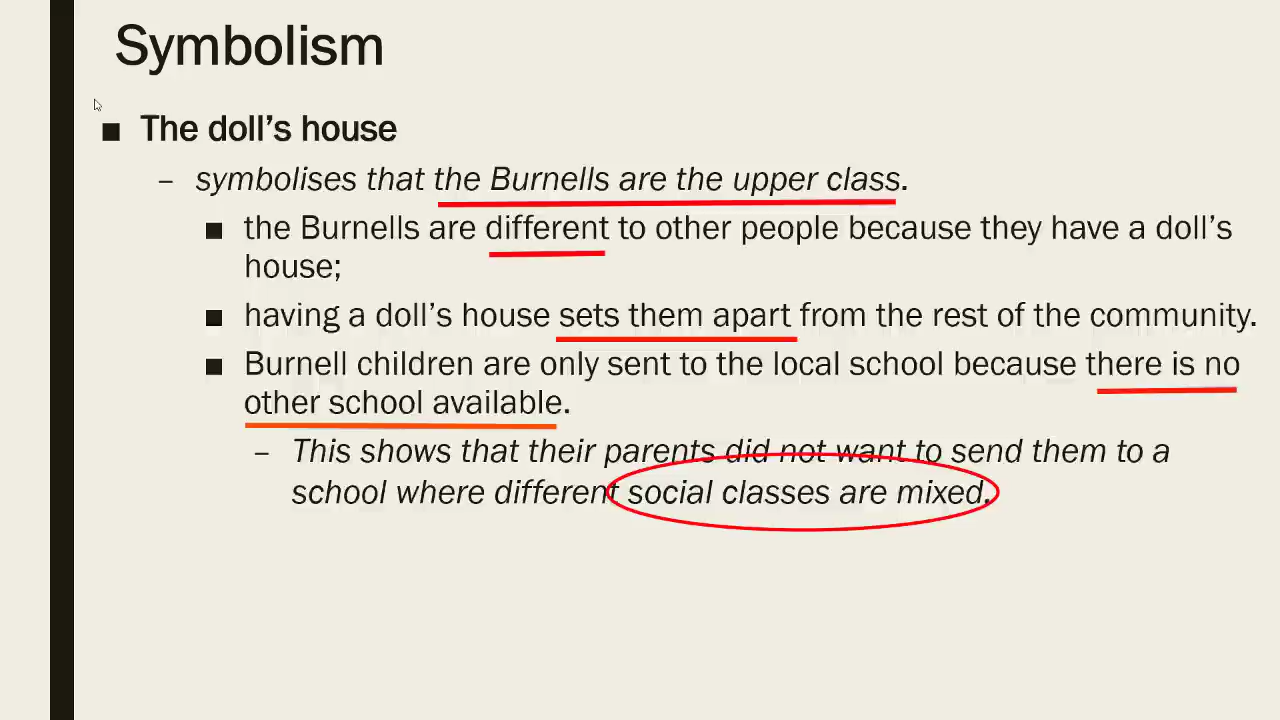 Symbolism
■ The doll's house
– symbolises that the Burnells are the upper class.
■ the Burnells are different to other people because they have a doll's
house;
■ having a doll's house sets them apart from the rest of the community.
■ Burnell children are only sent to the local school because there is no
other school available.
– This shows that their parents did not want to send them to a
school where different social classes are mixed.